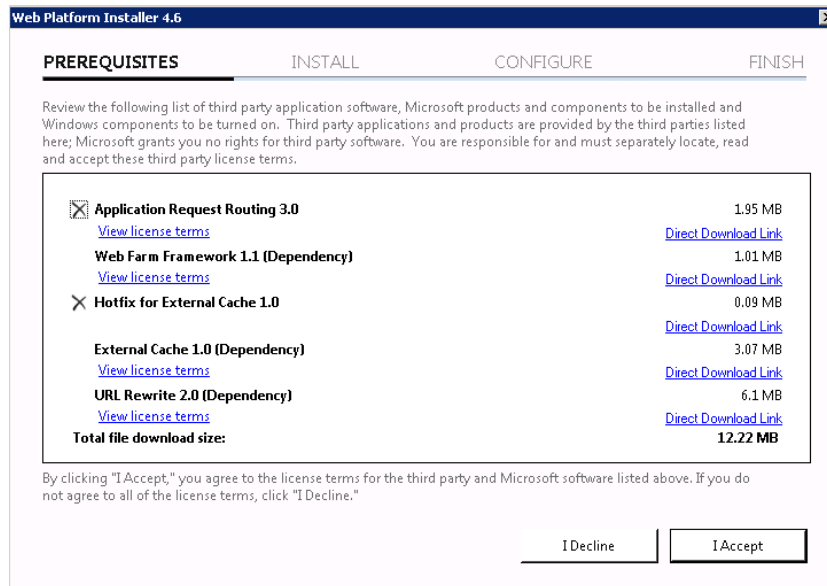 Web Platform Installer 4.6
PREREQUISITES INSTALL CONFIGURE FINISH
Review the following list of third party application software, Microsoft products and components to be installed and
Windows components to be turned on. Third party applications and products are provided by the third parties listed
here; Microsoft grants you no rights for third party software. You are responsible for and must separately locate, read
and accept these third party license terms.
Application Request Routing 3.0 1.95 MB
View license terms Direct Download Link
Web Farm Framework 1.1 (Dependency) 1.01 MB
View license terms Direct Download Link
Hotfix for External Cache 1.0 0.09 MB
Direct Download Link
External Cache 1.0 (Dependency) 3.07 MB
View license terms Direct Download Link
URL Rewrite 2.0 (Dependency) 6.1 MB
View license terms Direct Download Link
Total file download size: 12.22 MB
By clicking "I Accept," you agree to the license terms for the third party and Microsoft software listed above. If you do
not agree to all of the license terms, click "I Decline."
I Decline I Accept